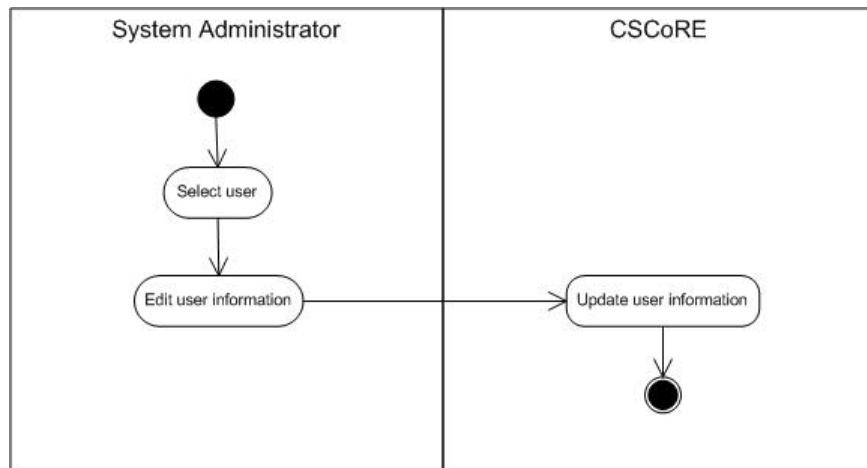 System Administrator
CSCoRE
Select user
Edit user information
Update user information